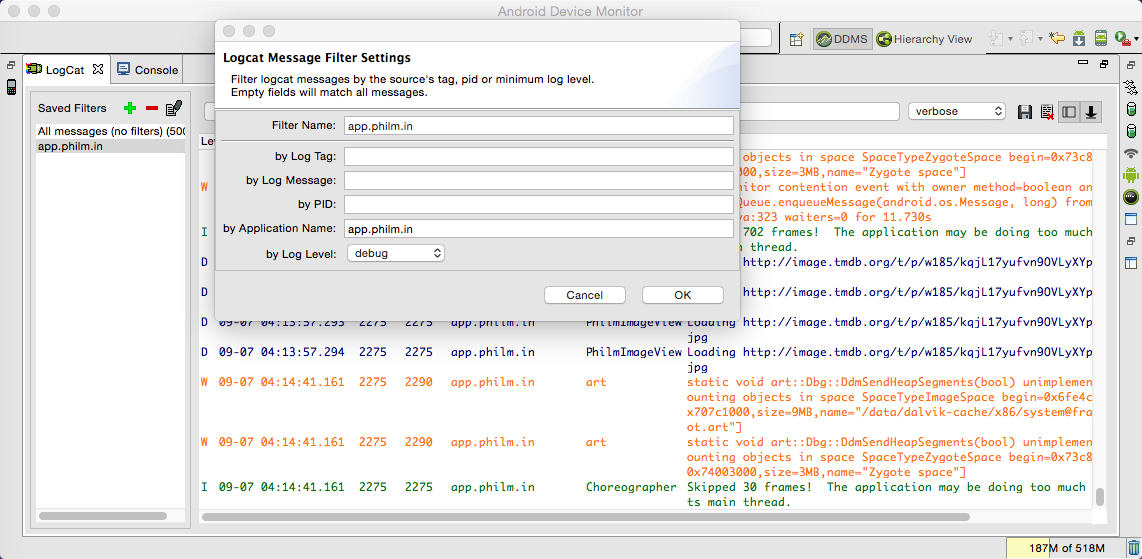 Android Device Monitor
DDMS
Hierarchy View
LogCat
Console
Logcat Message Filter Settings
Filter logcat messages by the source's tag, pid or minimum log level.
Empty fields will match all messages.
Filter Name: app.philm.in
by Log Tag:
by Log Message:
by PID:
by Application Name: app.philm.in
by Log Level: debug
Cancel
OK
Saved Filters
All messages (no filters) (500
app.philm.in
verbose
Le
objects in space SpaceTypeZygoteSpace begin=0x73c8
000,size=3MB,name="Zygote space"]
W
nitor contention event with owner method=boolean an
Queue.enqueueMessage(android.os.Message, long) from
va:323 waiters=0 for 11.730s
I 702 frames!  The application may be doing too much
n thread.
D http://image.tmdb.org/t/p/w185/kqjL17yufvn9OVLyXYp
D http://image.tmdb.org/t/p/w185/kqjL17yufvn9OVLyXYp
D 09-07 04:13:57.293 2275 2275 app.philm.in PhilmImageView Loading http://image.tmdb.org/t/p/w185/kqjL17yufvn9OVLyXYp
jpg
D 09-07 04:13:57.294 2275 2275 app.philm.in PhilmImageView Loading http://image.tmdb.org/t/p/w185/kqjL17yufvn9OVLyXYp
jpg
W 09-07 04:14:41.161 2275 2290 app.philm.in art static void art::Dbg::DdmSendHeapSegments(bool) unimplemen
ounting objects in space SpaceTypeImageSpace begin=0x6fe4c
x707c1000,size=9MB,name="/data/dalvik-cache/x86/system@fra
ot.art"]
W 09-07 04:14:41.161 2275 2290 app.philm.in art static void art::Dbg::DdmSendHeapSegments(bool) unimplemen
ounting objects in space SpaceTypeZygoteSpace begin=0x73c8
0x74003000,size=3MB,name="Zygote space"]
I 09-07 04:14:41.161 2275 2275 app.philm.in Choreographer Skipped 30 frames!  The application may be doing too much
ts main thread.
187M of 518M